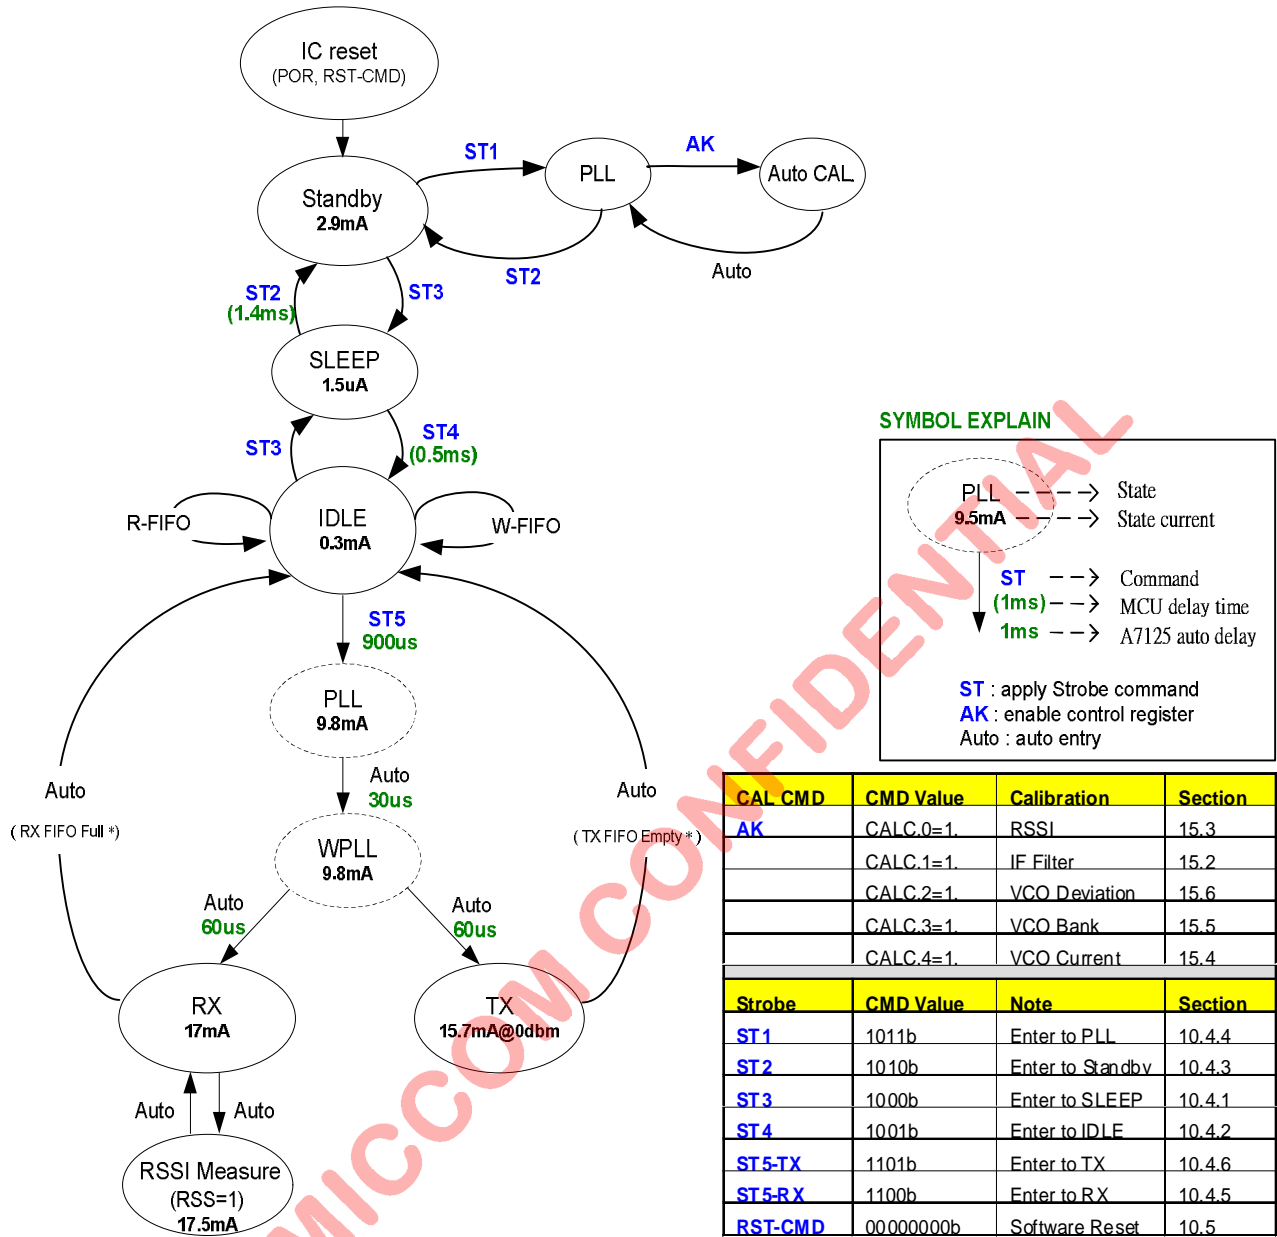 IC reset
(POR, RST-CMD)
Standby
2.9mA
ST1
PLL
AK
Auto CAL.
ST2
Auto
ST2
(1.4ms)
ST3
SLEEP
1.5uA
ST3
ST4
(0.5ms)
R-FIFO
IDLE
0.3mA
W-FIFO
ST5
900us
PLL
9.8mA
Auto
30us
WPLL
9.8mA
Auto
( RX FIFO Full *)
Auto
( TX FIFO Empty * )
Auto
60us
Auto
60us
RX
17mA
TX
15.7mA@0dbm
Auto
Auto
RSSI Measure
(RSS=1)
17.5mA
SYMBOL EXPLAIN
PLL State
9.5mA State current
ST Command
(1ms) MCU delay time
1ms A7125 auto delay
ST : apply Strobe command
AK : enable control register
Auto : auto entry
CAL CMD CMD Value Calibration Section
AK CALC.0=1. RSSI 15.3
CALC.1=1. IF Filter 15.2
CALC.2=1. VCO Deviation 15.6
CALC.3=1. VCO Bank 15.5
CALC.4=1. VCO Current 15.4
Strobe CMD Value Note Section
ST1 1011b Enter to PLL 10.4.4
ST2 1010b Enter to Standby 10.4.3
ST3 1000b Enter to SLEEP 10.4.1
ST4 1001b Enter to IDLE 10.4.2
ST5-TX 1101b Enter to TX 10.4.6
ST5-RX 1100b Enter to RX 10.4.5
RST-CMD 00000000b Software Reset 10.5
MICCOM CONFIDENTIAL